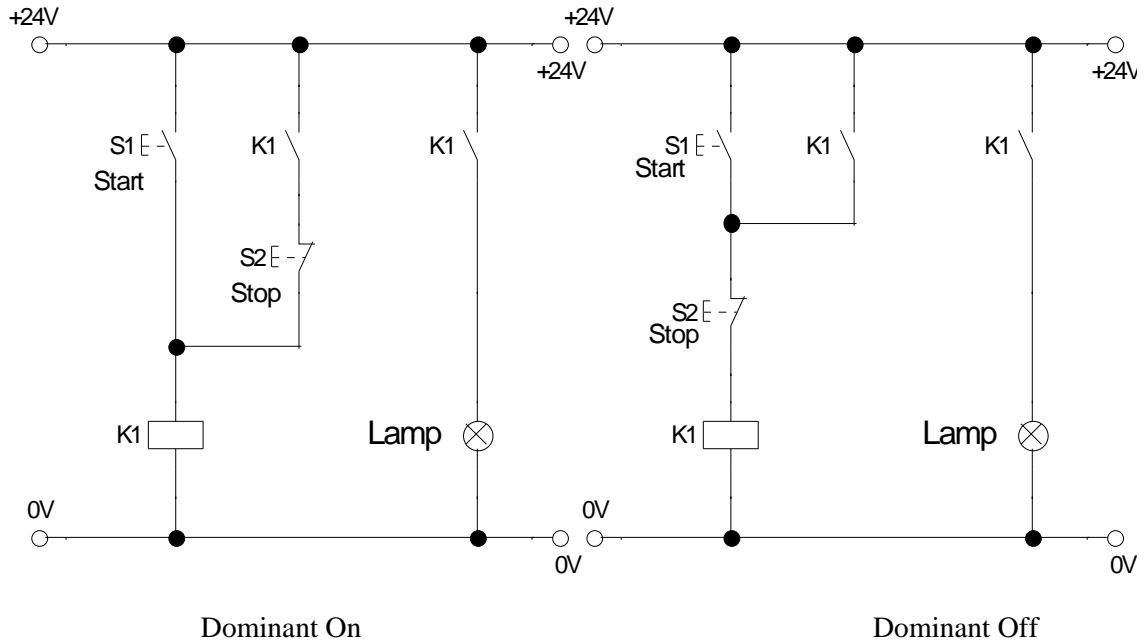 +24V
+24V
S1
Start
K1
K1
S2
Stop
K1
Lamp
0V
0V
Dominant On
+24V
+24V
S1
Start
K1
K1
S2
Stop
K1
Lamp
0V
0V
Dominant Off